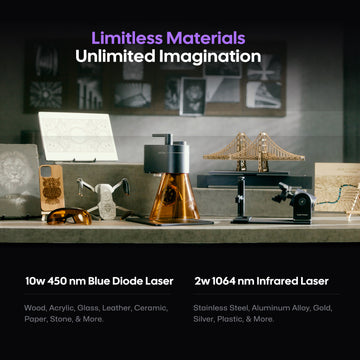 Limitless Materials
Unlimited Imagination
10w 450 nm Blue Diode Laser
2w 1064 nm Infrared Laser
Wood, Acrylic, Glass, Leather, Ceramic,
Paper, Stone, & More.
Stainless Steel, Aluminum Alloy, Gold,
Silver, Plastic, & More.